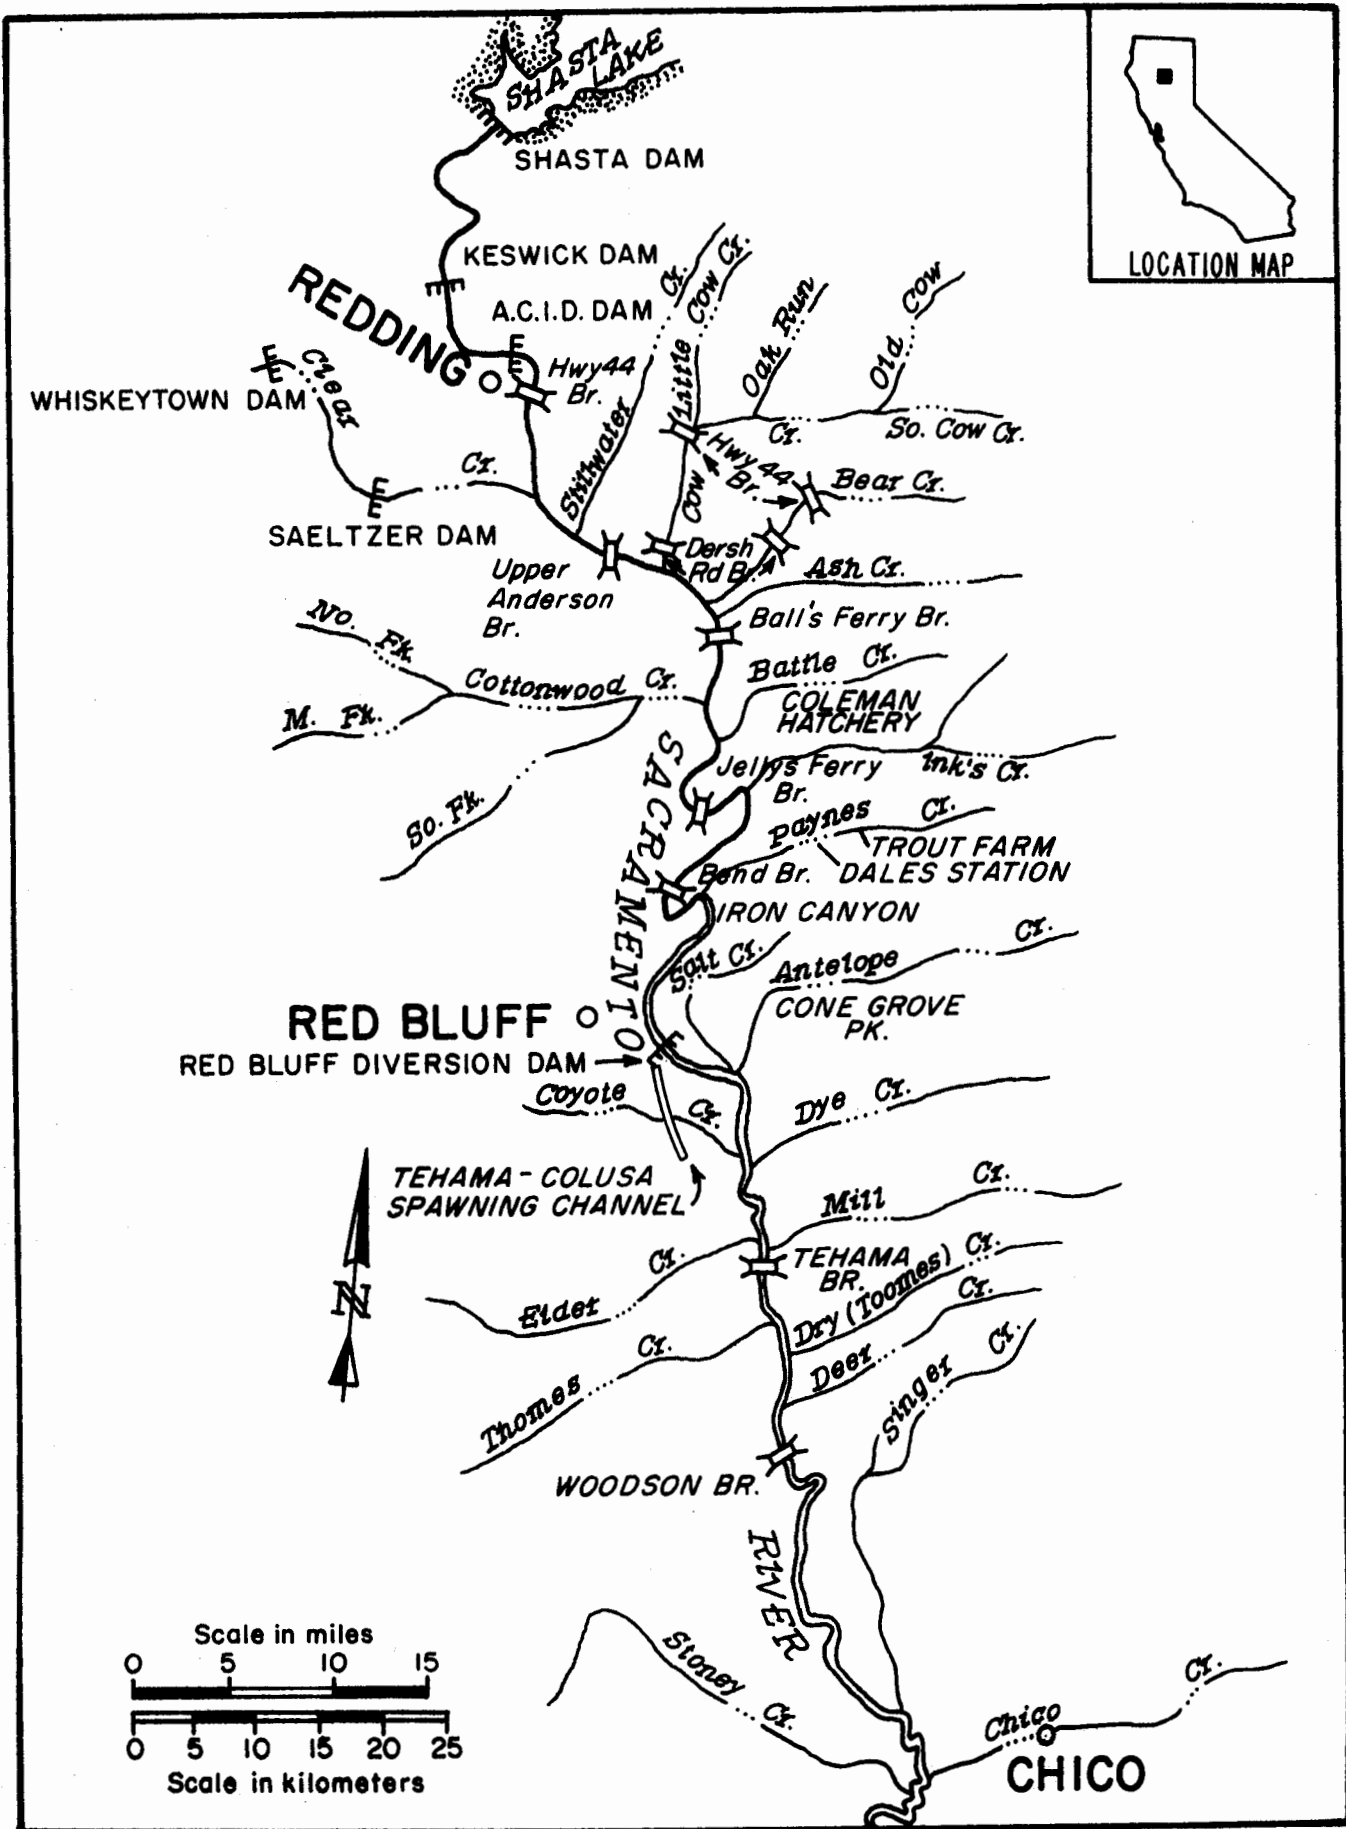 SHASTA
LAKE
SHASTA DAM
LOCATION MAP
KESWICK DAM
REDDING
A.C.I.D. DAM
Hwy 44
Br.
WHISKEYTOWN DAM
Clear
Cr.
SAELTZER DAM
Stillwater
Cr.
Little
Cow Cr.
Oak Run
Old Cow
Cr.
So. Cow Cr.
Hwy 44
Br.
Cow
Bear Cr.
Dersh
Rd Br.
Ash Cr.
Upper
Anderson
Br.
Ball's Ferry Br.
No. Fk.
Cottonwood Cr.
M. Fk.
So. Fk.
Battle Cr.
COLEMAN
HATCHERY
Jellys Ferry
Br.
Ink's Cr.
Paynes Cr.
TROUT FARM
DALES STATION
Bend Br.
IRON CANYON
SACRAMENTO
Salt Cr.
Antelope Cr.
CONE GROVE
PK.
RED BLUFF
RED BLUFF DIVERSION DAM
Coyote Cr.
Dye Cr.
TEHAMA-COLUSA
SPAWNING CHANNEL
Mill Cr.
N
Elder Cr.
TEHAMA
BR.
Dry (Toomes) Cr.
Thomes Cr.
Deer Cr.
Singer Cr.
WOODSON BR.
RIVER
Stoney Cr.
Chico Cr.
CHICO
Scale in miles
0 5 10 15
0 5 10 15 20 25
Scale in kilometers